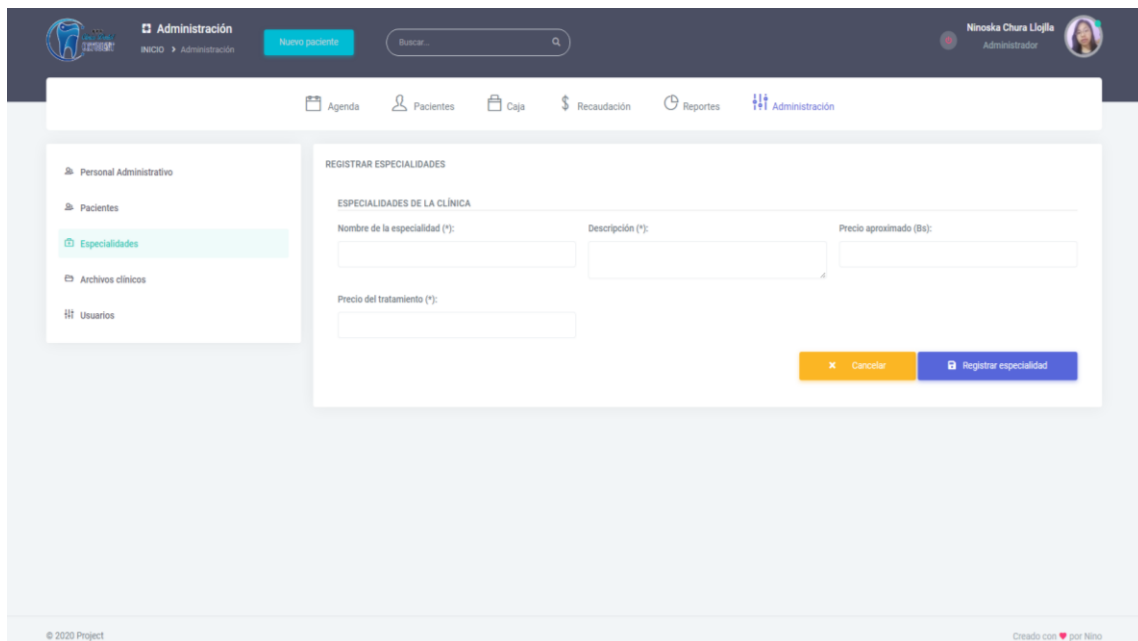 Administración
INICIO > Administración
Nuevo paciente
Buscar...
Ninoska Chura Llojlla
Administrador
Agenda
Pacientes
Caja
$ Recaudación
Reportes
Administración
Personal Administrativo
Pacientes
Especialidades
Archivos clínicos
Usuarios
REGISTRAR ESPECIALIDADES
ESPECIALIDADES DE LA CLÍNICA
Nombre de la especialidad (*):
Descripción (*):
Precio aproximado (Bs):
Precio del tratamiento (*):
Cancelar
Registrar especialidad
© 2020 Project
Creado con ♥ por Nino